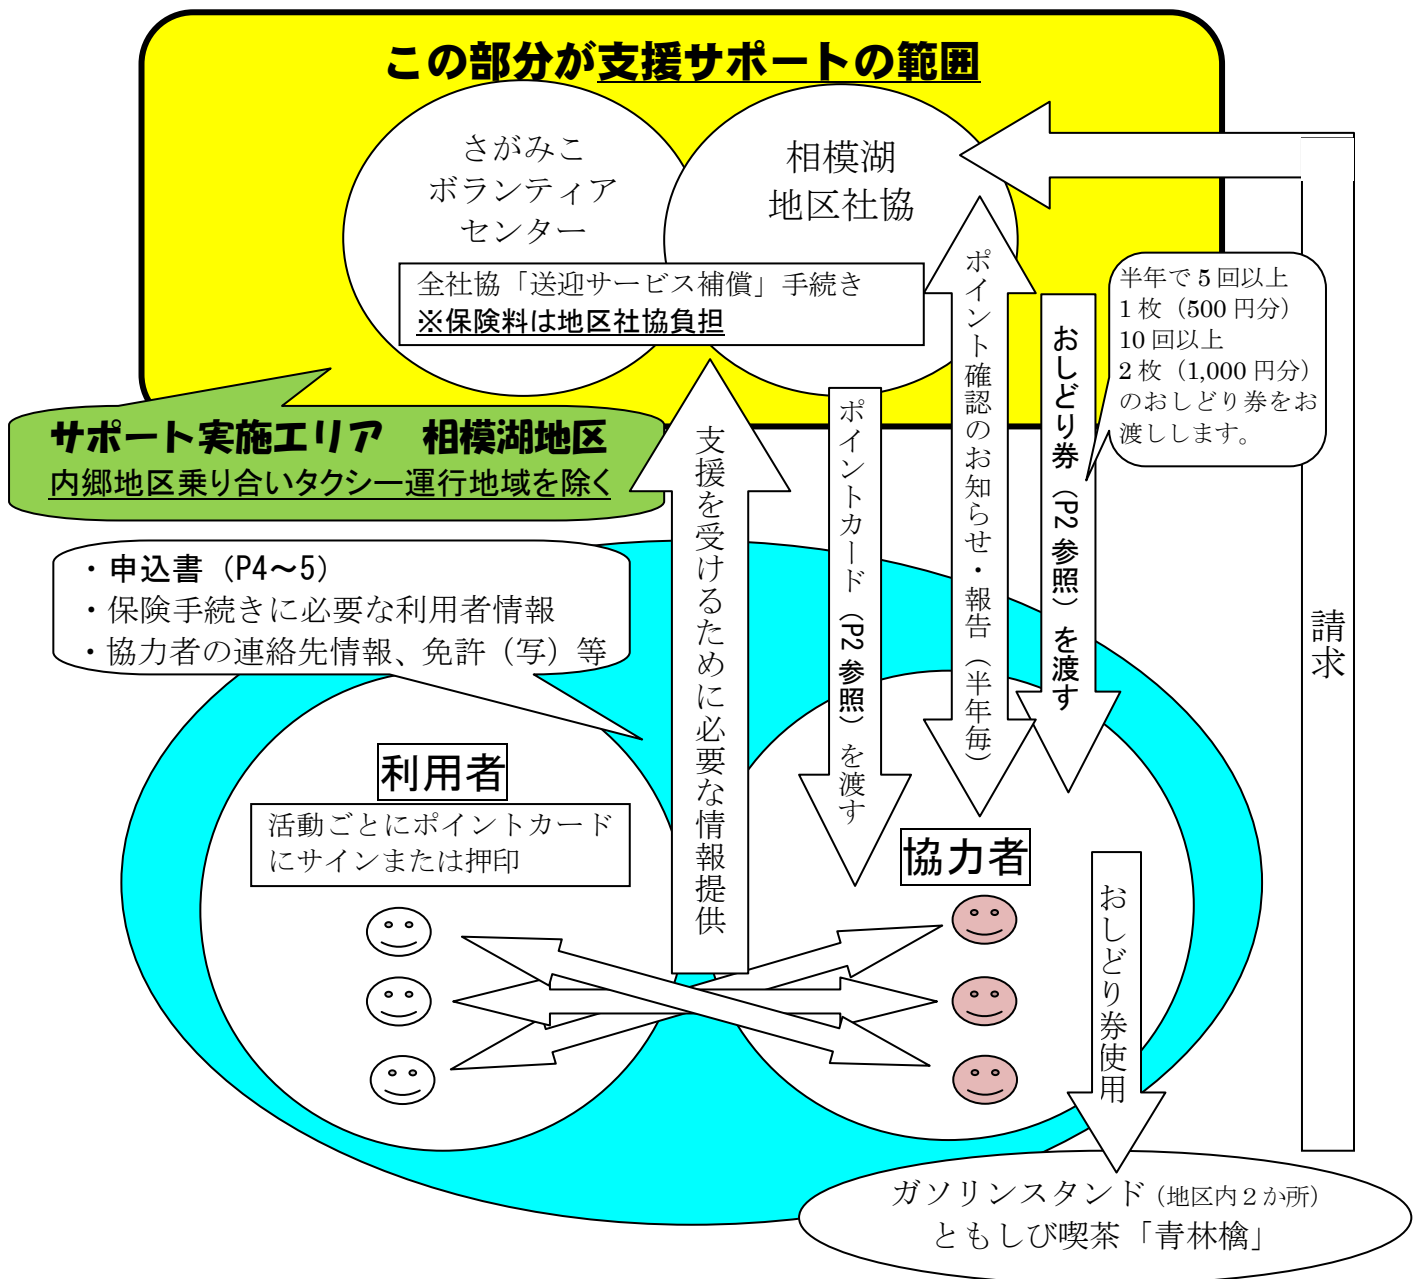 この部分が支援サポートの範囲
さがみこ
ボランティア
センター
相模湖
地区社協
全社協「送迎サービス補償」手続き
※保険料は地区社協負担
半年で5回以上
1枚（500円分）
10回以上
2枚（1,000円分）
のおしどり券をお
渡しします。
サポート実施エリア　相模湖地区
内郷地区乗り合いタクシー運行地域を除く
・申込書（P4～5）
・保険手続きに必要な利用者情報
・協力者の連絡先情報、免許（写）等
支援を受けるために必要な情報提供
ポイントカード（P2参照）を渡す
ポイント確認のお知らせ・報告（半年毎）
おしどり券（P2参照）を渡す
請求
利用者
活動ごとにポイントカード
にサインまたは押印
協力者
おしどり券使用
ガソリンスタンド（地区内２か所）
ともしび喫茶「青林檎」